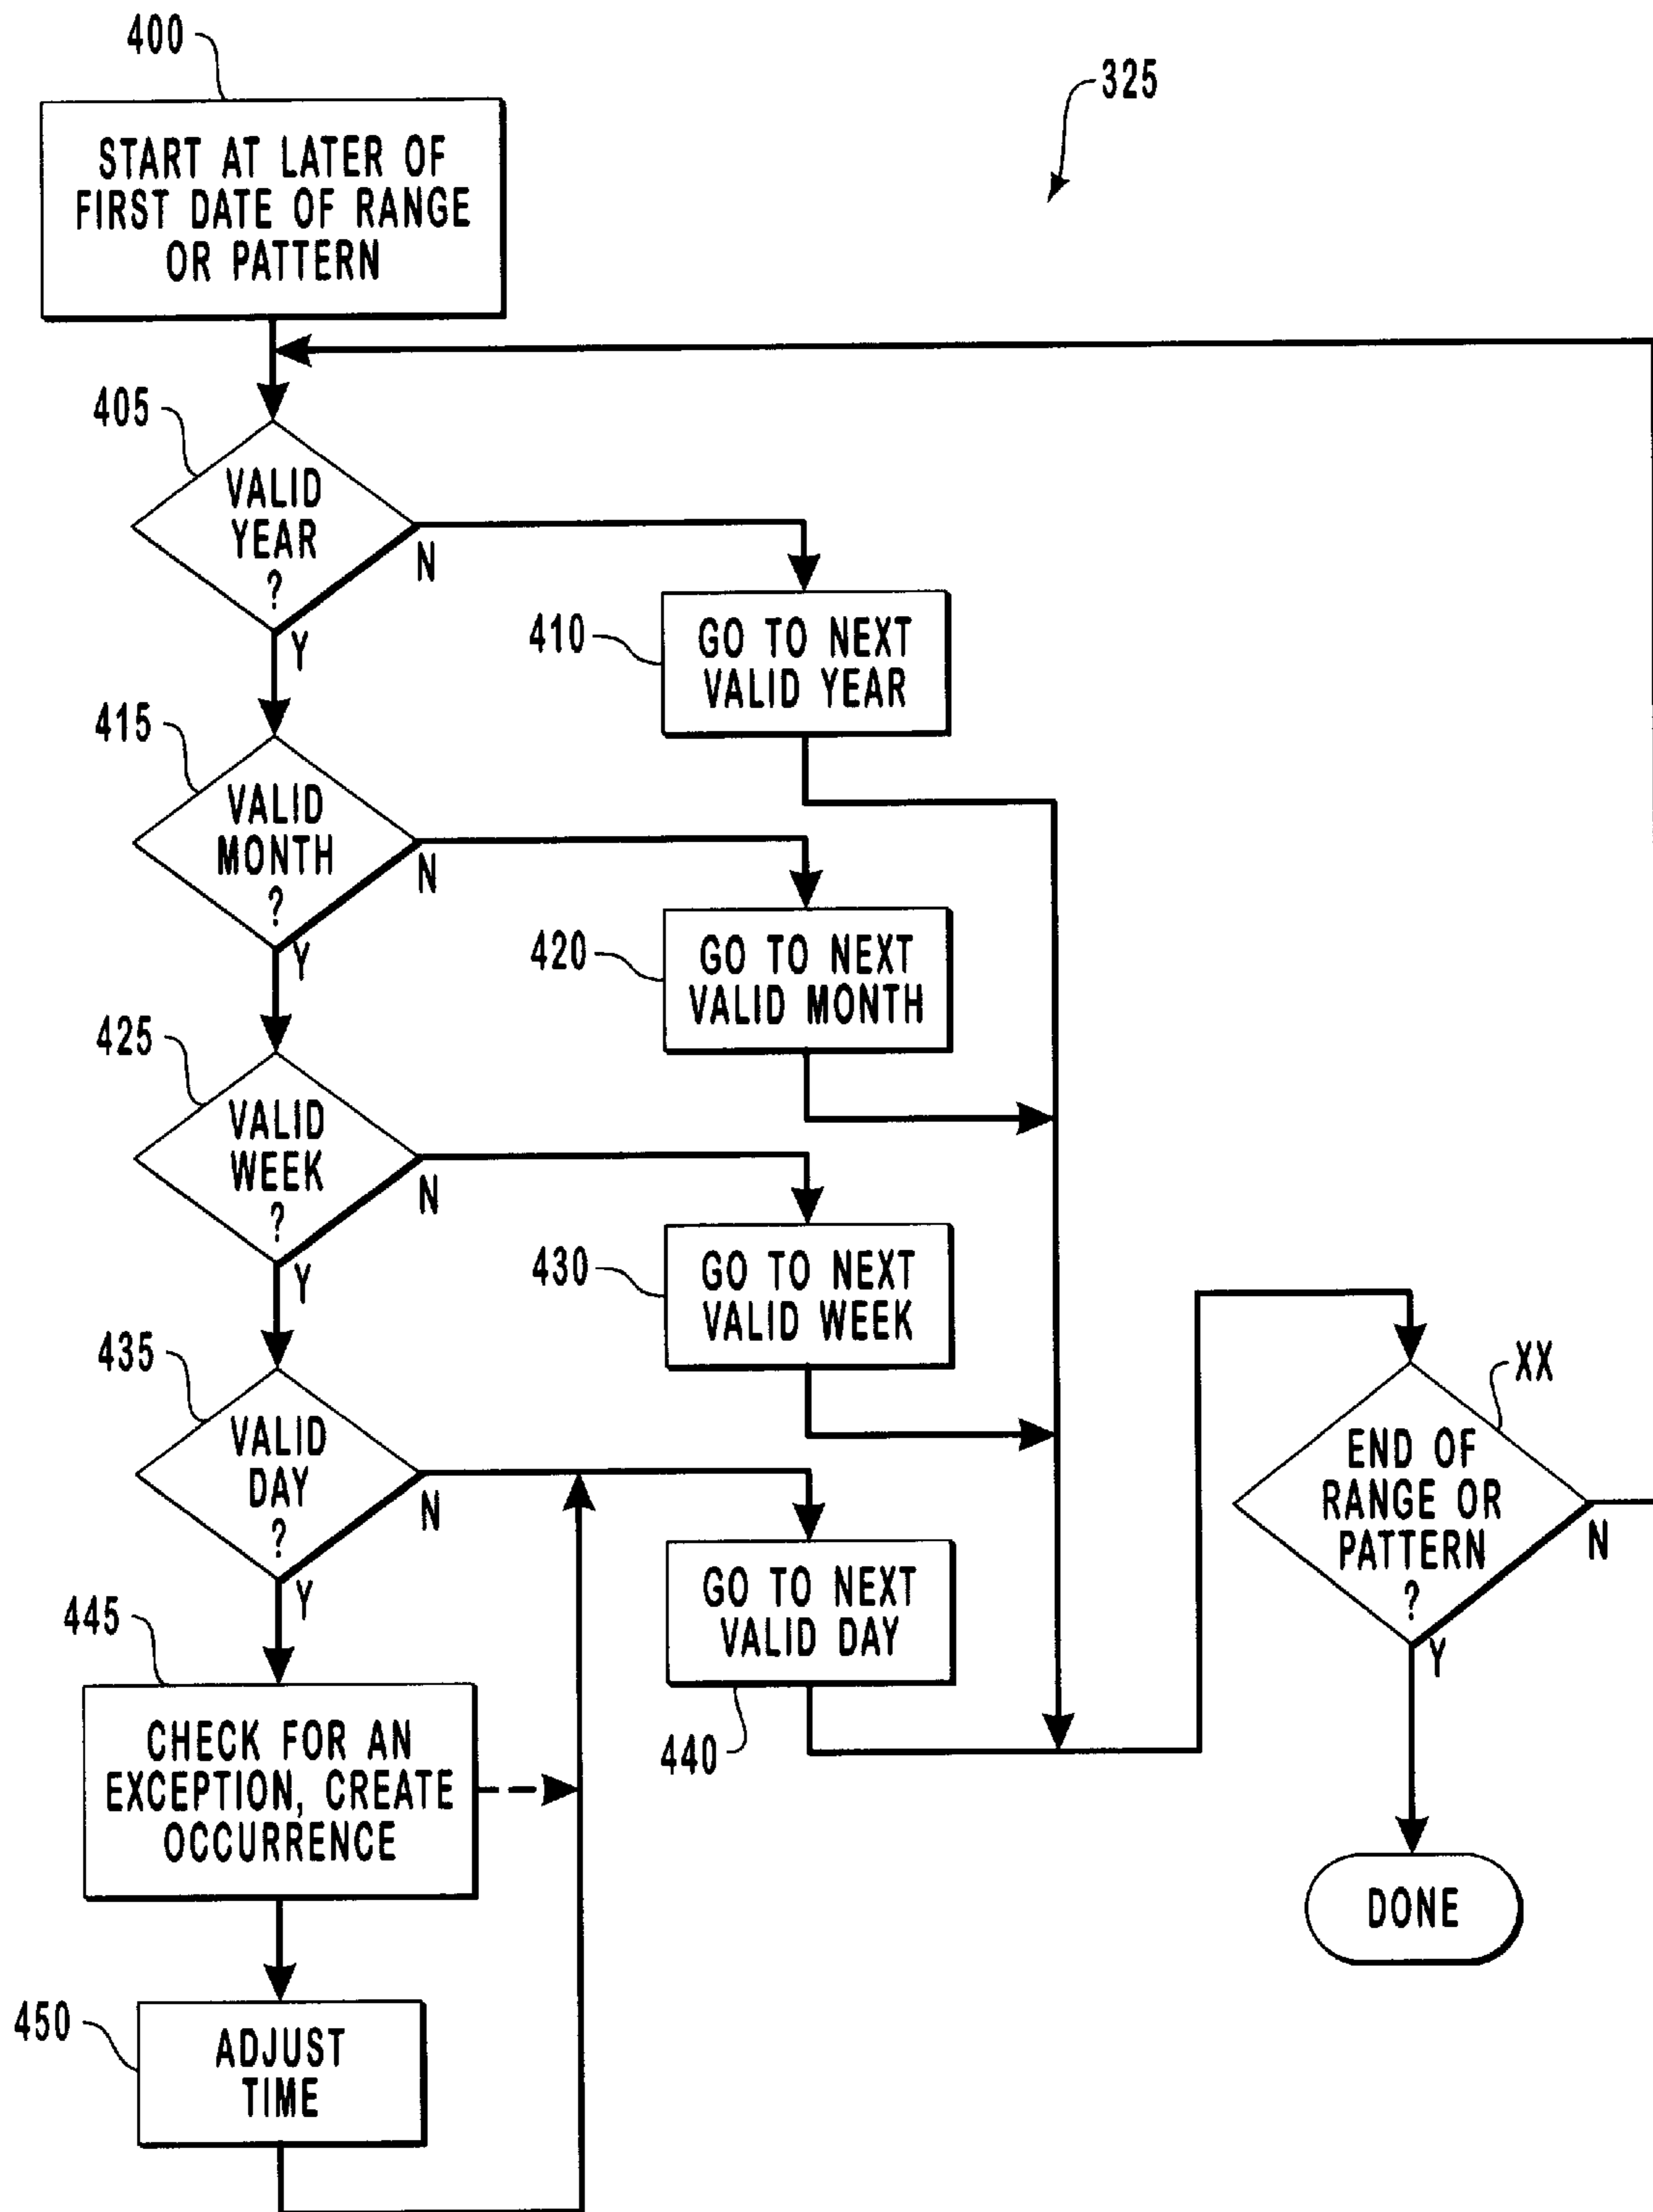 400
325
START AT LATER OF
FIRST DATE OF RANGE
OR PATTERN
405
VALID
YEAR
?
N
Y
410
GO TO NEXT
VALID YEAR
415
VALID
MONTH
?
N
Y
420
GO TO NEXT
VALID MONTH
425
VALID
WEEK
?
N
Y
430
GO TO NEXT
VALID WEEK
435
VALID
DAY
?
N
Y
440
GO TO NEXT
VALID DAY
XX
END OF
RANGE OR
PATTERN
?
N
Y
445
CHECK FOR AN
EXCEPTION, CREATE
OCCURRENCE
DONE
450
ADJUST
TIME